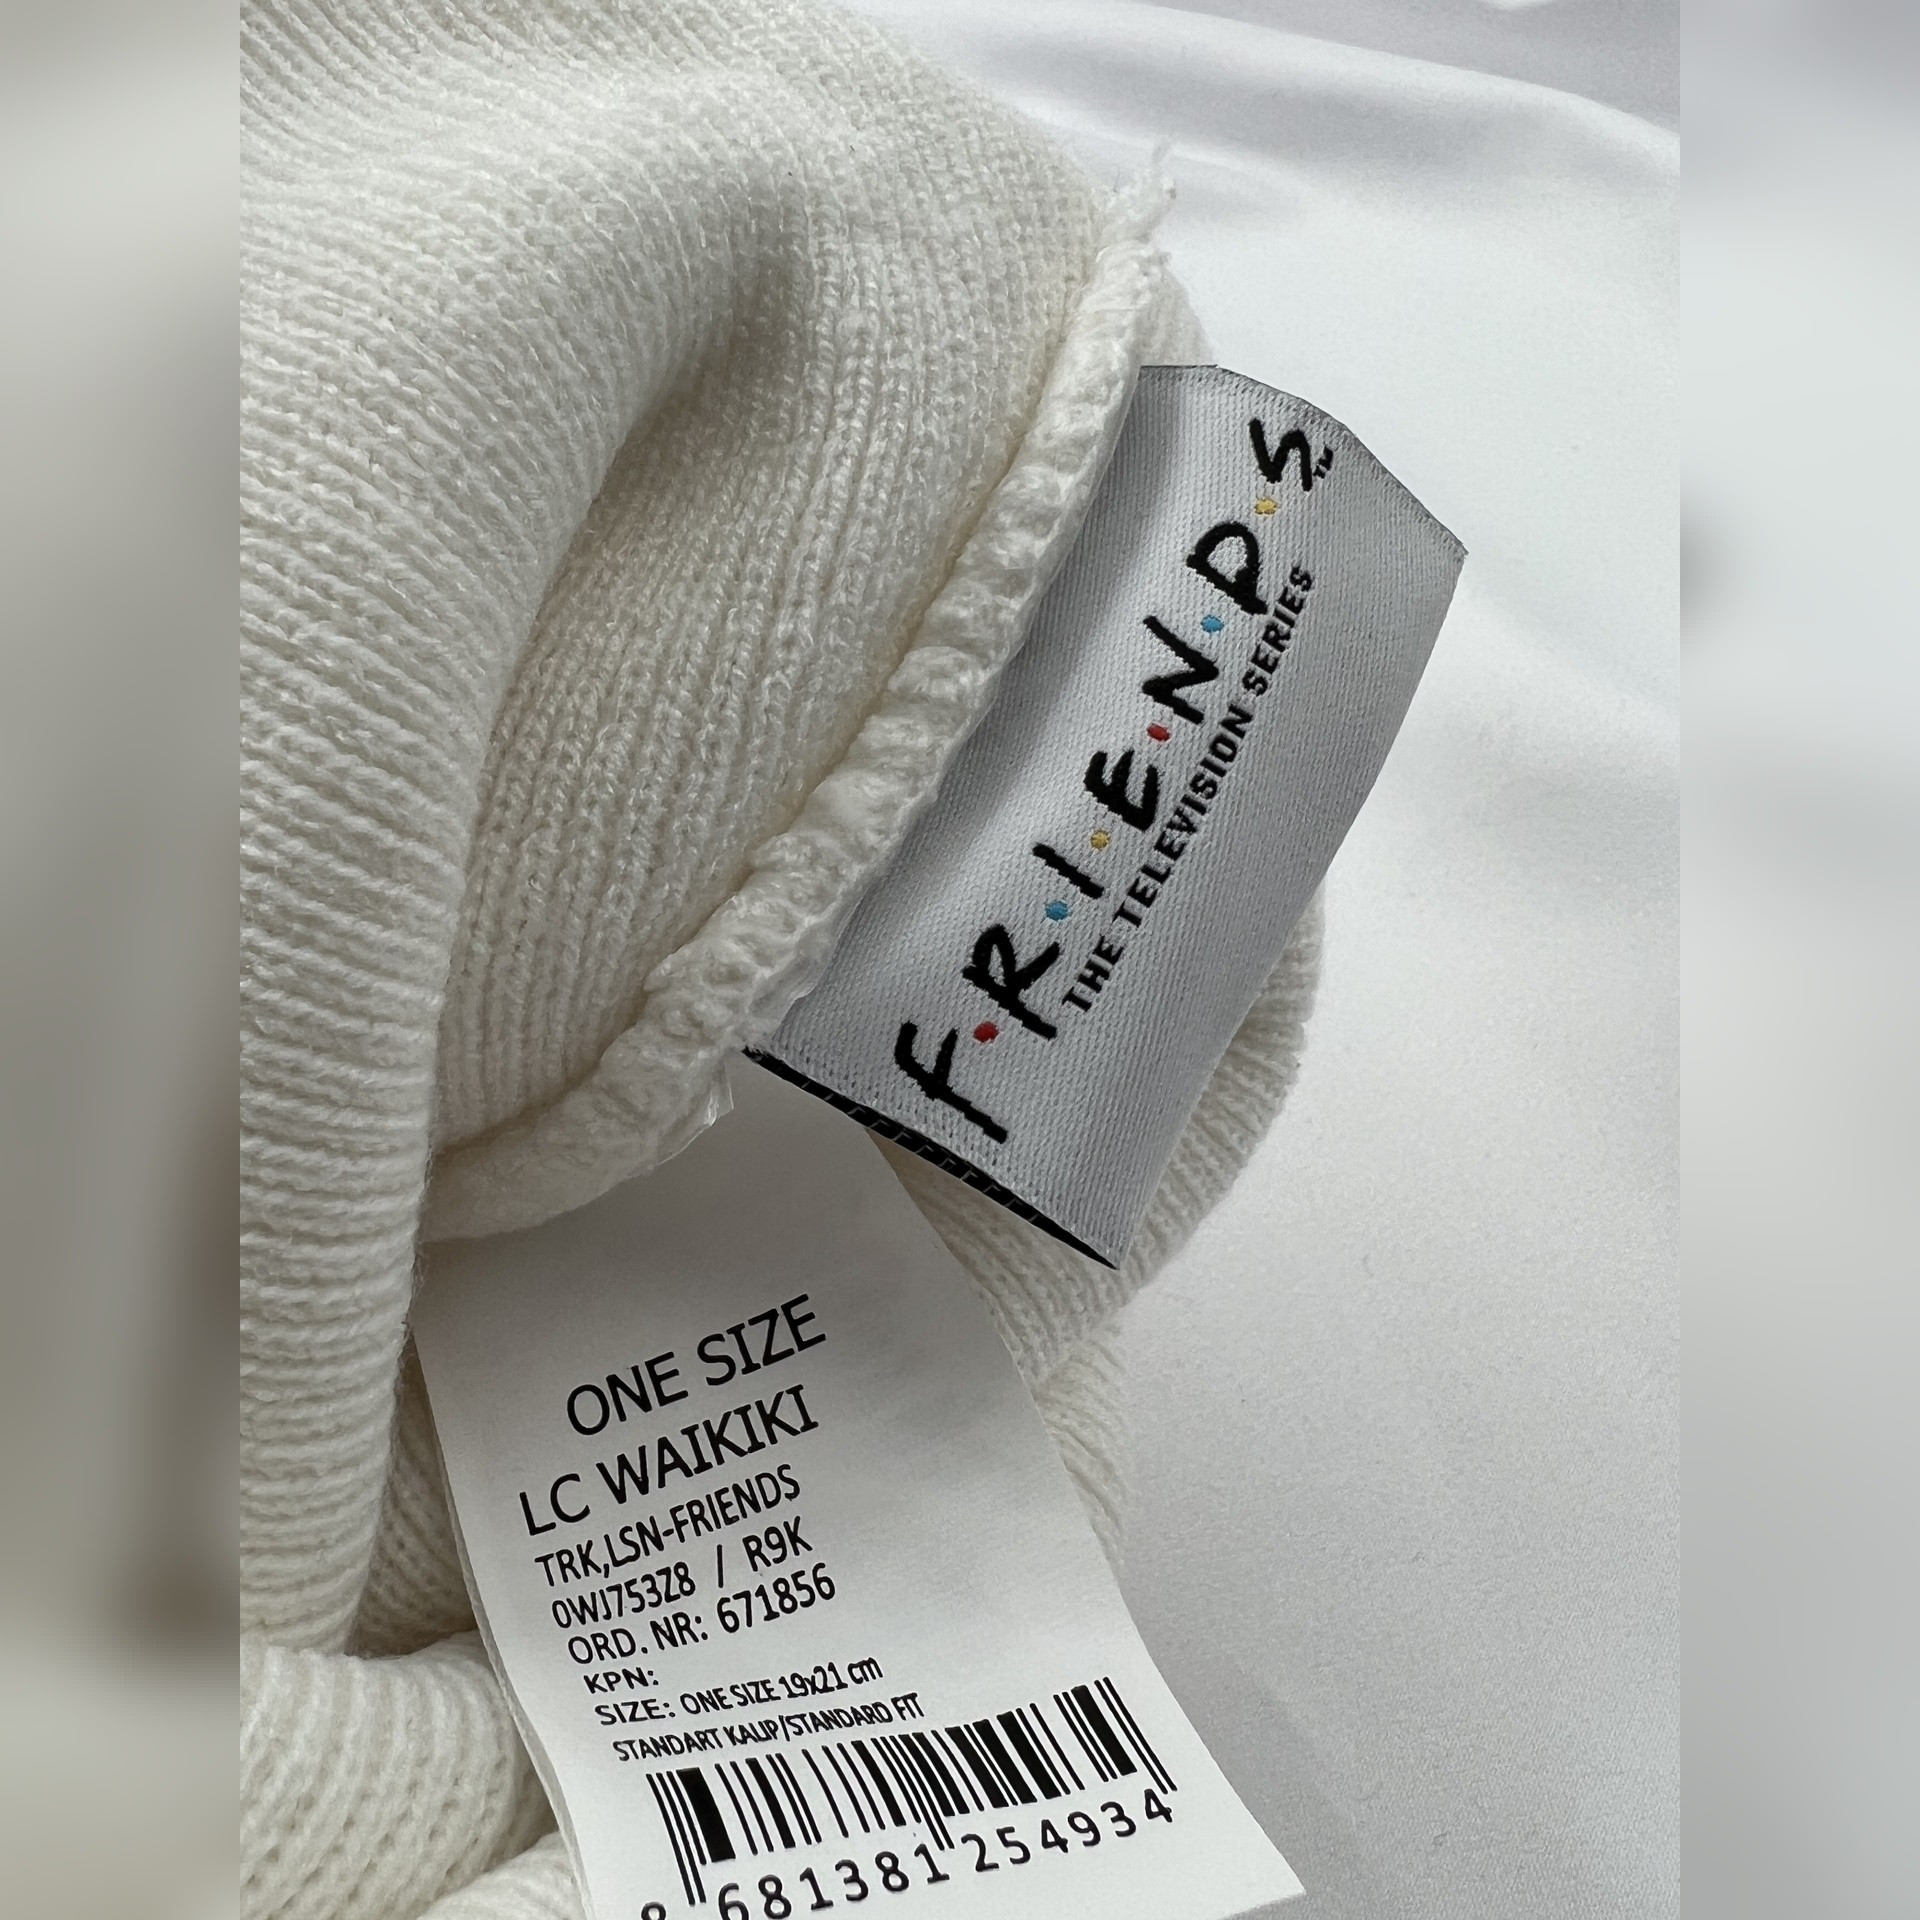 F·R·I·E·N·D·S™
THE TELEVISION SERIES
ONE SIZE
LC WAIKIKI
TRK,LSN-FRIENDS
0WJ753Z8 / R9K
ORD. NR: 671856
KPN:
SIZE: ONE SIZE 19x21 cm
STANDART KALIP/STANDARD FIT
8 681381 254934